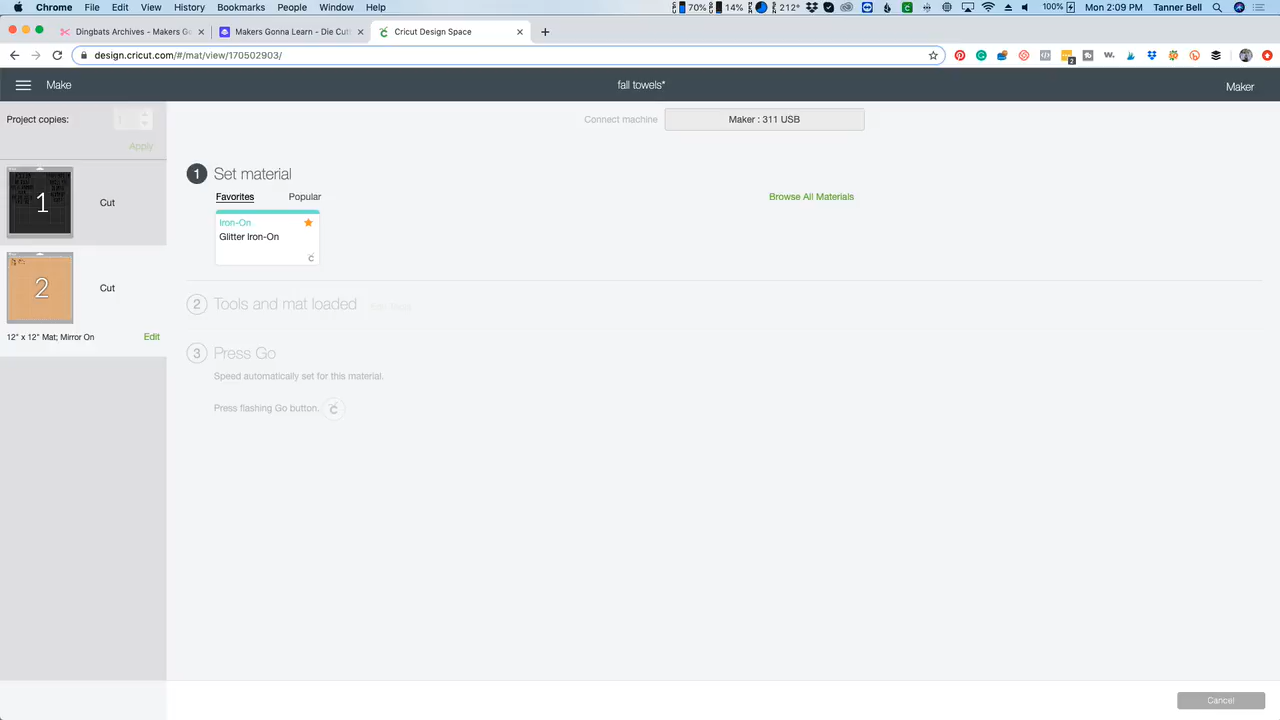 Chrome File Edit View History Bookmarks People Window Help 70% 14% 212° 100% Mon 2:09 PM Tanner Bell
Dingbats Archives - Makers Go × Makers Gonna Learn - Die Cut × Cricut Design Space × +
design.cricut.com/#/mat/view/170502903/
Make fall towels* Maker
Project copies: 1
Apply
Connect machine Maker : 311 USB
1 Cut
2 Cut
12" x 12" Mat; Mirror On Edit
1 Set material
Favorites Popular Browse All Materials
Iron-On
Glitter Iron-On
2 Tools and mat loaded
3 Press Go
Speed automatically set for this material.
Press flashing Go button.
Cancel